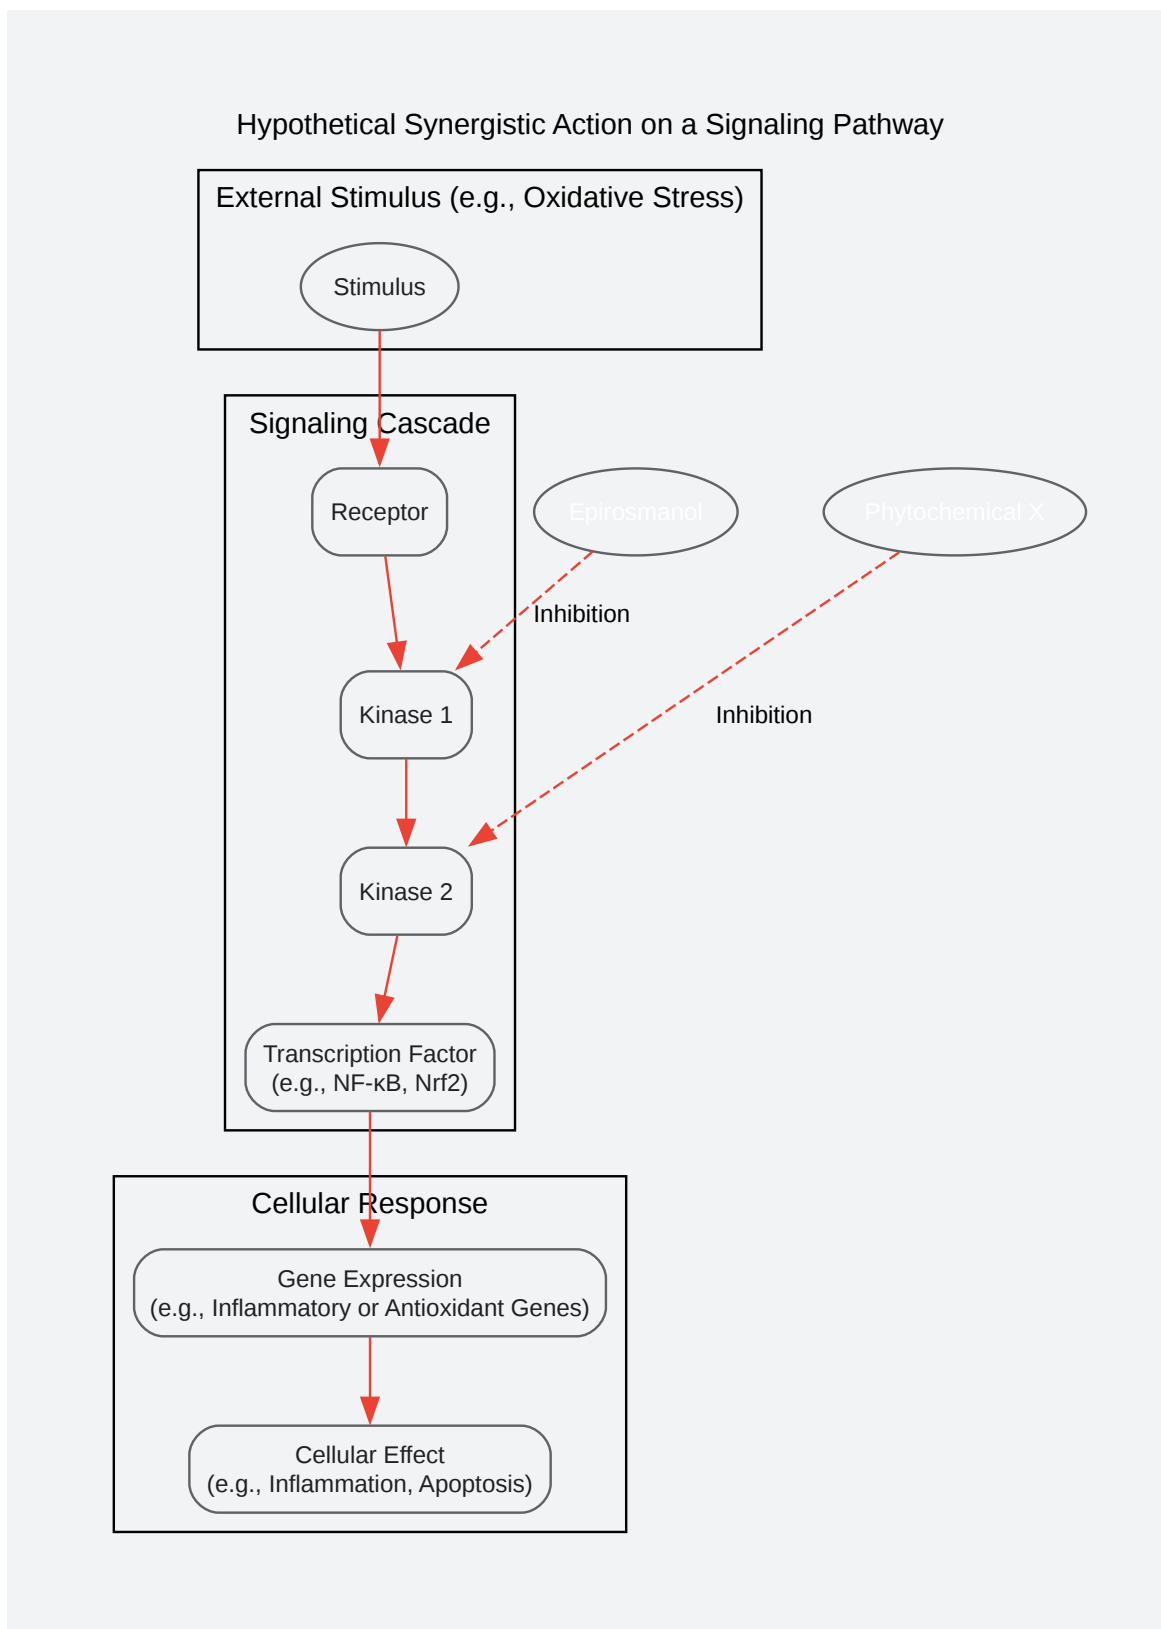 Hypothetical Synergistic Action on a Signaling Pathway
External Stimulus (e.g., Oxidative Stress)
Stimulus
Signaling Cascade
Receptor
Epirosmanol
Phytochemical X
Inhibition
Kinase 1
Inhibition
Kinase 2
Transcription Factor
(e.g., NF-κB, Nrf2)
Cellular Response
Gene Expression
(e.g., Inflammatory or Antioxidant Genes)
Cellular Effect
(e.g., Inflammation, Apoptosis)